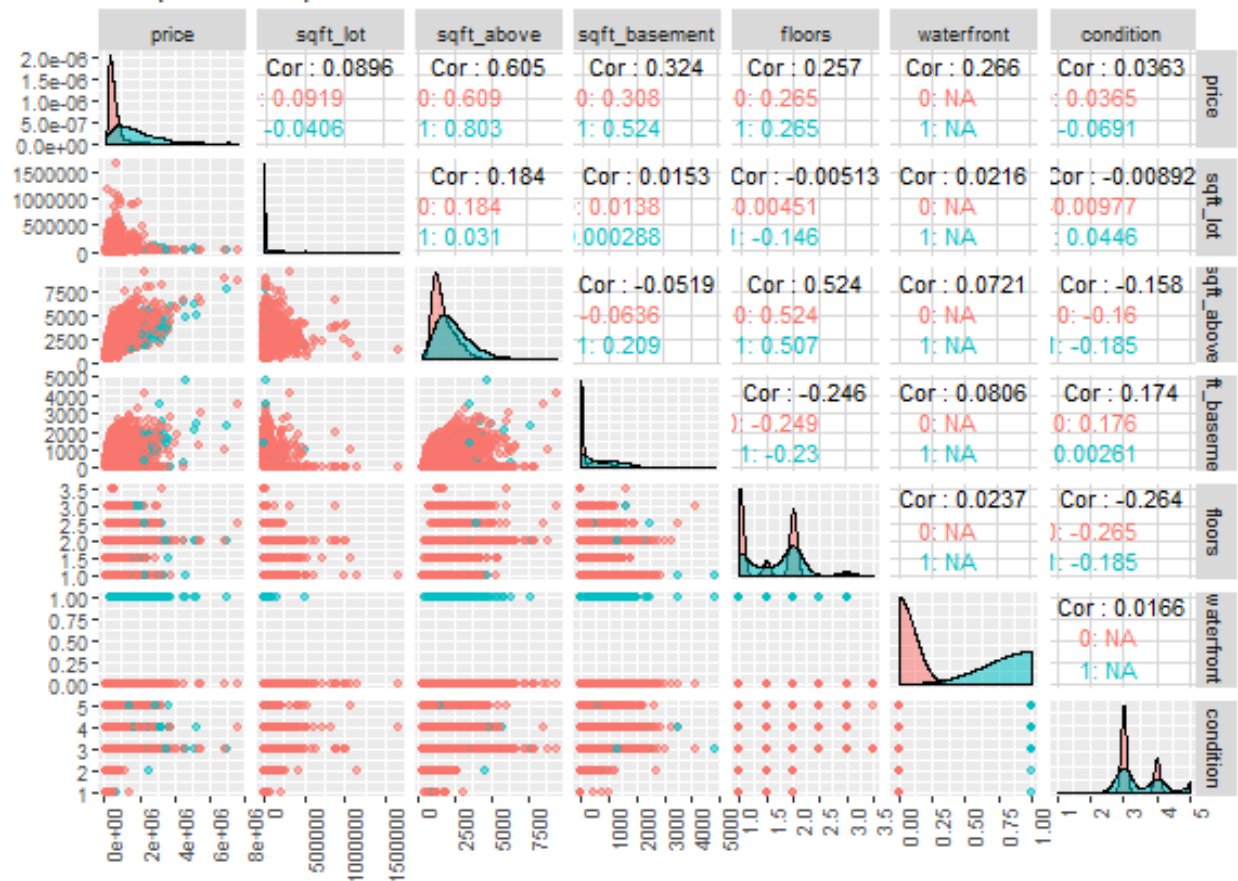 price sqft_lot sqft_above sqft_basement floors waterfront condition
2.0e-06
1.5e-06
1.0e-06
5.0e-07
0.0e+00
Cor : 0.0896 Cor : 0.605 Cor : 0.324 Cor : 0.257 Cor : 0.266 Cor : 0.0363
: 0.0919 0: 0.609 0: 0.308 0: 0.265 0: NA : 0.0365
-0.0406 1: 0.803 1: 0.524 1: 0.265 1: NA -0.0691
price
1500000
1000000
500000
0
Cor : 0.184 Cor : 0.0153 Cor : -0.00513 Cor : 0.0216 Cor : -0.00892
0: 0.184 : 0.0138 0.00451 0: NA 0.00977
1: 0.031 .000288 1: -0.146 1: NA : 0.0446
sqft_lot
7500
5000
2500
0
Cor : -0.0519 Cor : 0.524 Cor : 0.0721 Cor : -0.158
-0.0636 0: 0.524 0: NA 0: -0.16
1: 0.209 1: 0.507 1: NA 1: -0.185
sqft_above
5000
4000
3000
2000
1000
0
Cor : -0.246 Cor : 0.0806 Cor : 0.174
0: -0.249 0: NA 0: 0.176
1: -0.23 1: NA 0.00261
ft_baseme
3.5
3.0
2.5
2.0
1.5
1.0
Cor : 0.0237 Cor : -0.264
0: NA 0: -0.265
1: NA 1: -0.185
floors
1.00
0.75
0.50
0.25
0.00
Cor : 0.0166
0: NA
1: NA
waterfront
5
4
3
2
1
condition
0e+00 2e+06 4e+06 6e+06 8e+06
0 500000 1000000 1500000
0 2500 5000 7500
0 1000 2000 3000 4000 5000
1.0 1.5 2.0 2.5 3.0 3.5
0.00 0.25 0.50 0.75 1.00
1 2 3 4 5